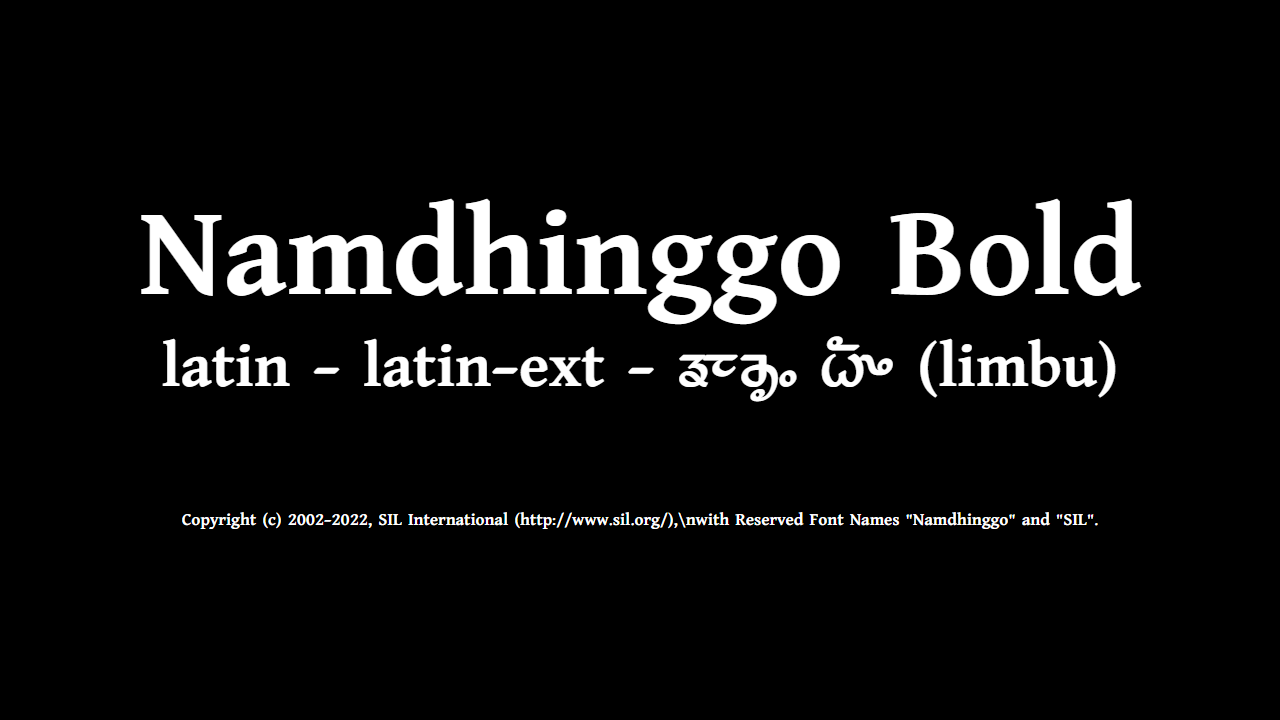 Namdhinggo Bold
latin - latin-ext - ᤕᤰᤌᤢᤱ ᤐᤠᤴ (limbu)
Copyright (c) 2002-2022, SIL International (http://www.sil.org/),\nwith Reserved Font Names "Namdhinggo" and "SIL".